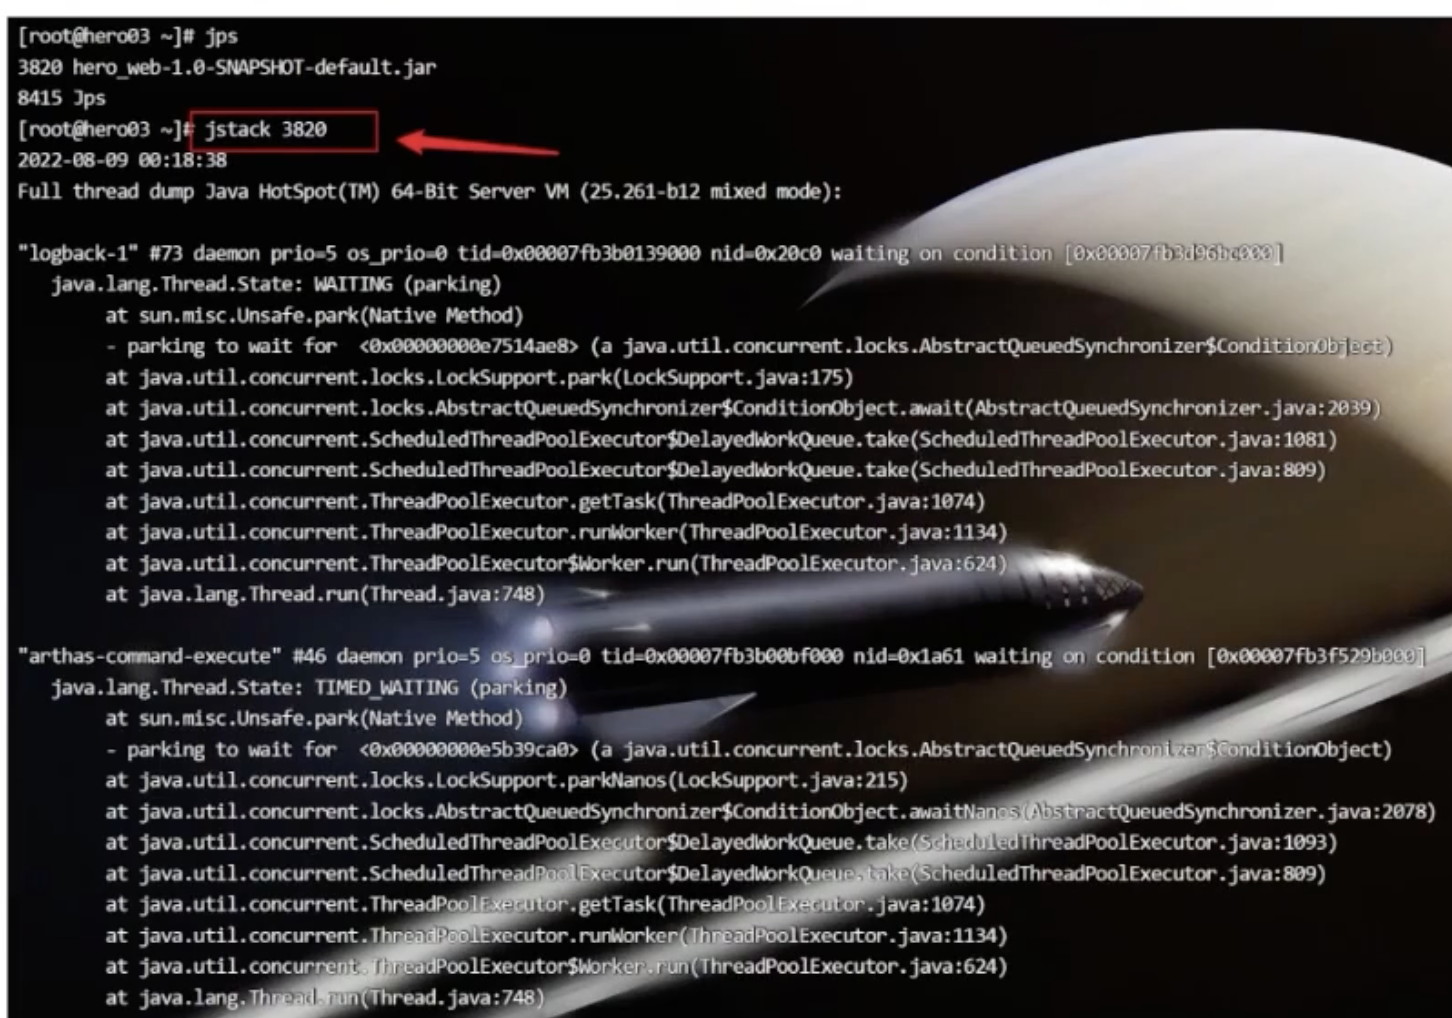 [root@hero03 ~]# jps
3820 hero_web-1.0-SNAPSHOT-default.jar
8415 Jps
[root@hero03 ~]# jstack 3820
2022-08-09 00:18:38
Full thread dump Java HotSpot(TM) 64-Bit Server VM (25.261-b12 mixed mode):
"logback-1" #73 daemon prio=5 os_prio=0 tid=0x00007fb3b0139000 nid=0x20c0 waiting on condition [0x00007fb3d96bc000]
java.lang.Thread.State: WAITING (parking)
at sun.misc.Unsafe.park(Native Method)
- parking to wait for <0x00000000e7514ae8> (a java.util.concurrent.locks.AbstractQueuedSynchronizer$ConditionObject)
at java.util.concurrent.locks.LockSupport.park(LockSupport.java:175)
at java.util.concurrent.locks.AbstractQueuedSynchronizer$ConditionObject.await(AbstractQueuedSynchronizer.java:2039)
at java.util.concurrent.ScheduledThreadPoolExecutor$DelayedWorkQueue.take(ScheduledThreadPoolExecutor.java:1081)
at java.util.concurrent.ScheduledThreadPoolExecutor$DelayedWorkQueue.take(ScheduledThreadPoolExecutor.java:809)
at java.util.concurrent.ThreadPoolExecutor.getTask(ThreadPoolExecutor.java:1074)
at java.util.concurrent.ThreadPoolExecutor.runWorker(ThreadPoolExecutor.java:1134)
at java.util.concurrent.ThreadPoolExecutor$Worker.run(ThreadPoolExecutor.java:624)
at java.lang.Thread.run(Thread.java:748)
"arthas-command-execute" #46 daemon prio=5 os_prio=0 tid=0x00007fb3b00bf000 nid=0x1a61 waiting on condition [0x00007fb3f529b000]
java.lang.Thread.State: TIMED_WAITING (parking)
at sun.misc.Unsafe.park(Native Method)
- parking to wait for <0x00000000e5b39ca0> (a java.util.concurrent.locks.AbstractQueuedSynchronizer$ConditionObject)
at java.util.concurrent.locks.LockSupport.parkNanos(LockSupport.java:215)
at java.util.concurrent.locks.AbstractQueuedSynchronizer$ConditionObject.awaitNanos(AbstractQueuedSynchronizer.java:2078)
at java.util.concurrent.ScheduledThreadPoolExecutor$DelayedWorkQueue.take(ScheduledThreadPoolExecutor.java:1093)
at java.util.concurrent.ScheduledThreadPoolExecutor$DelayedWorkQueue.take(ScheduledThreadPoolExecutor.java:809)
at java.util.concurrent.ThreadPoolExecutor.getTask(ThreadPoolExecutor.java:1074)
at java.util.concurrent.ThreadPoolExecutor.runWorker(ThreadPoolExecutor.java:1134)
at java.util.concurrent.ThreadPoolExecutor$Worker.run(ThreadPoolExecutor.java:624)
at java.lang.Thread.run(Thread.java:748)